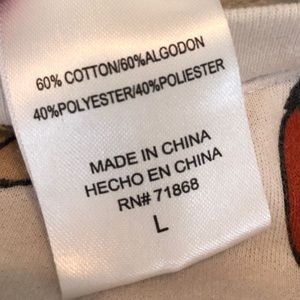 60% COTTON/60%ALGODON
40%POLYESTER/40%POLIESTER
MADE IN CHINA
HECHO EN CHINA
RN# 71868
L